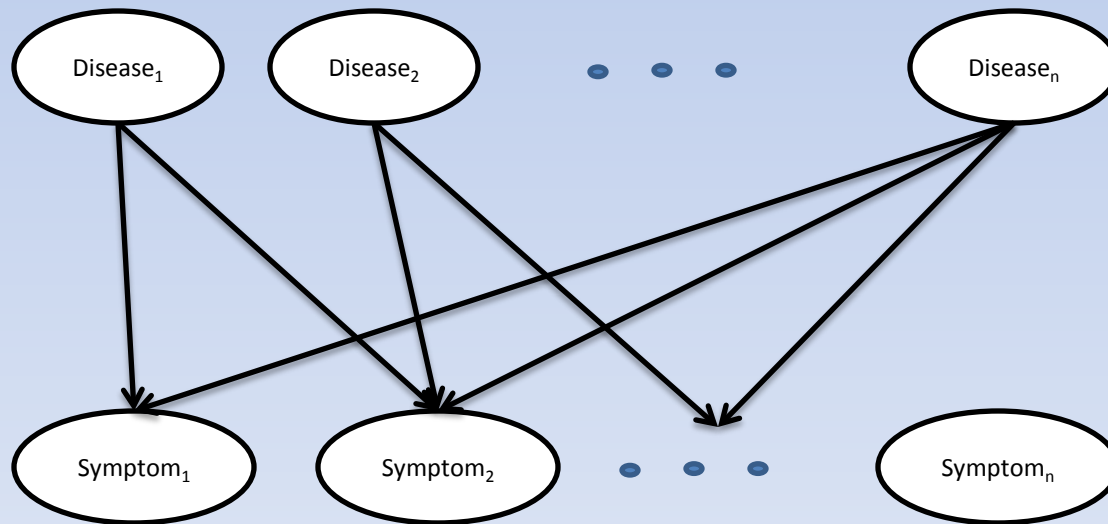 Disease₁
Disease₂
Diseaseₙ
Symptom₁
Symptom₂
Symptomₙ